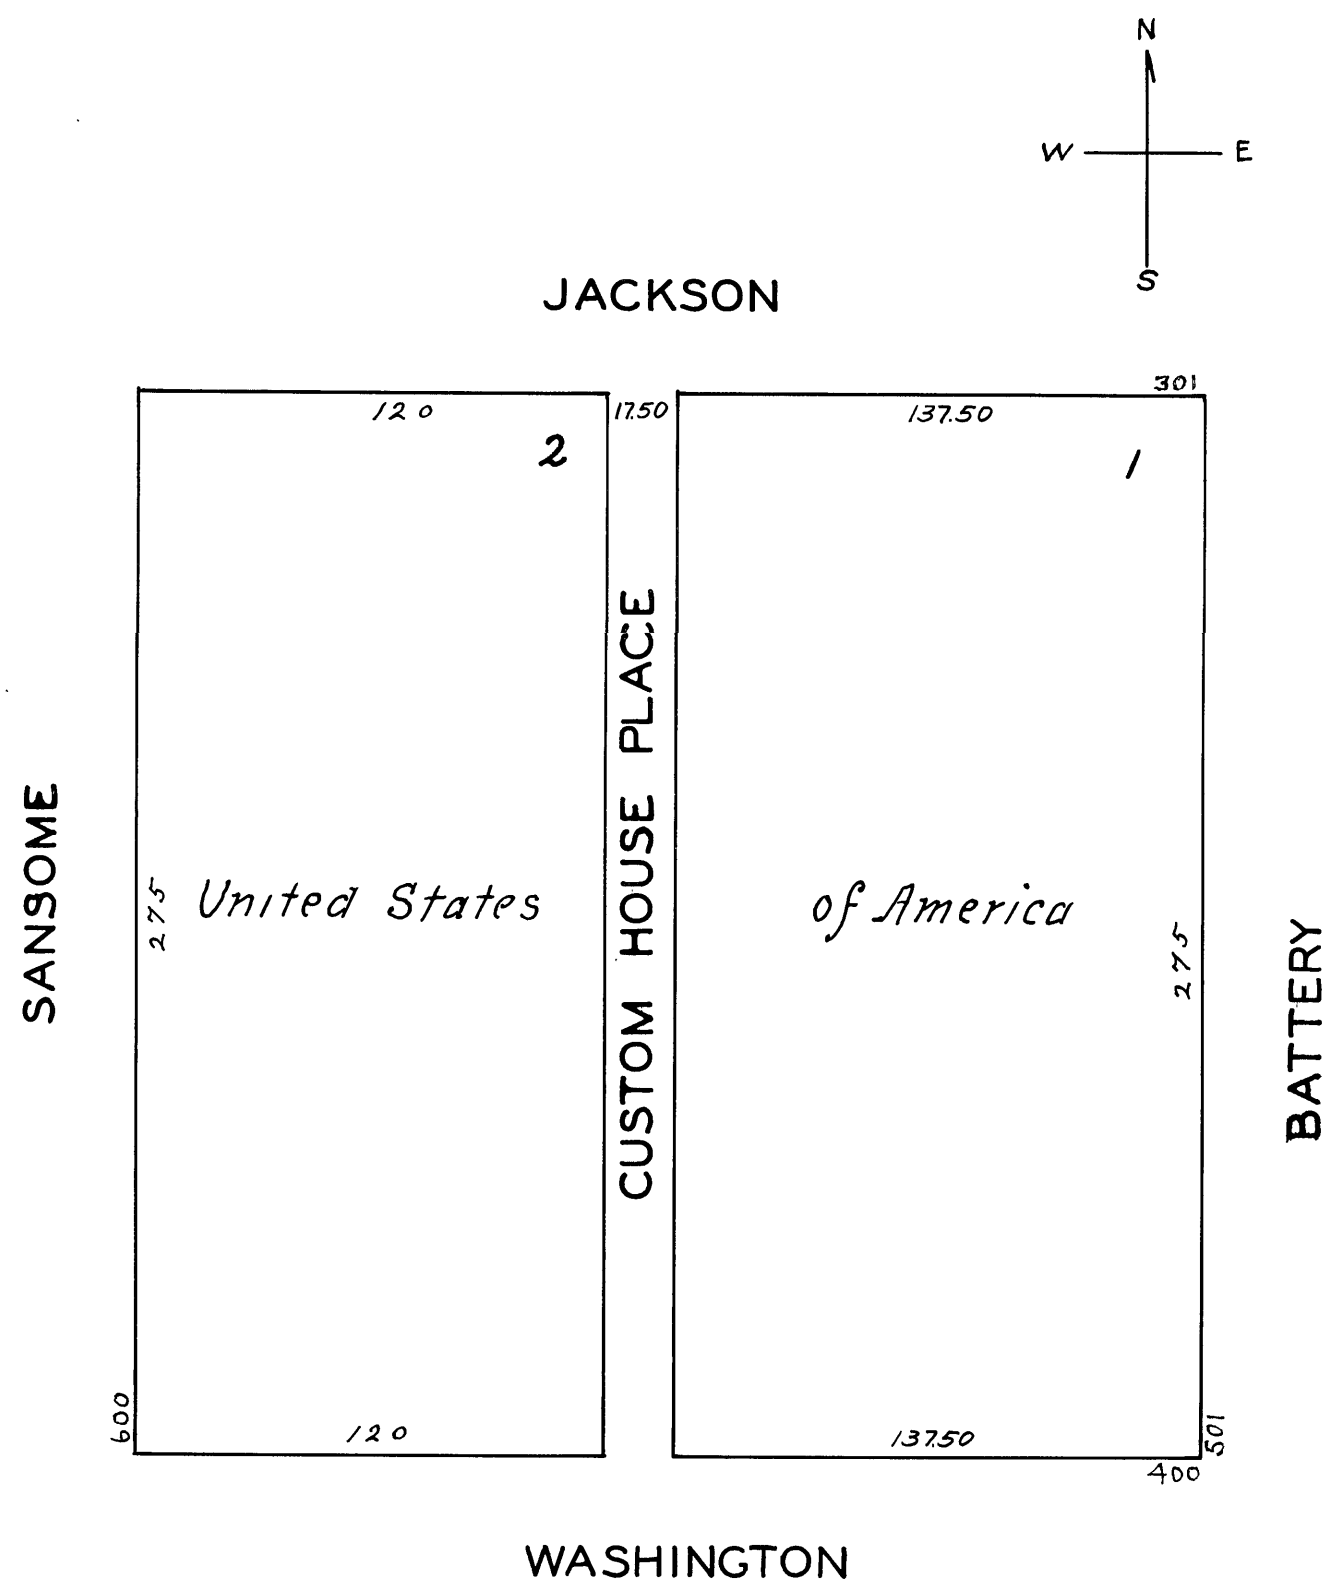 N
W E
S
JACKSON
301
120
17.50
137.50
2
1
CUSTOM HOUSE PLACE
SANSOME
275
United States
of America
275
BATTERY
600
120
137.50
501
400
WASHINGTON